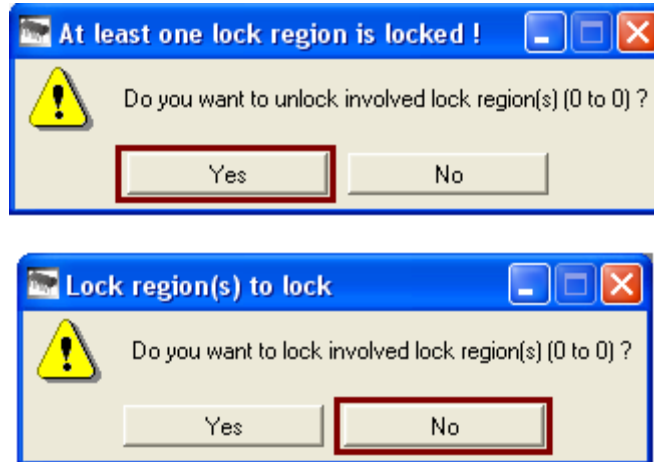 At least one lock region is locked !
Do you want to unlock involved lock region(s) (0 to 0) ?
Yes No
Lock region(s) to lock
Do you want to lock involved lock region(s) (0 to 0) ?
Yes No